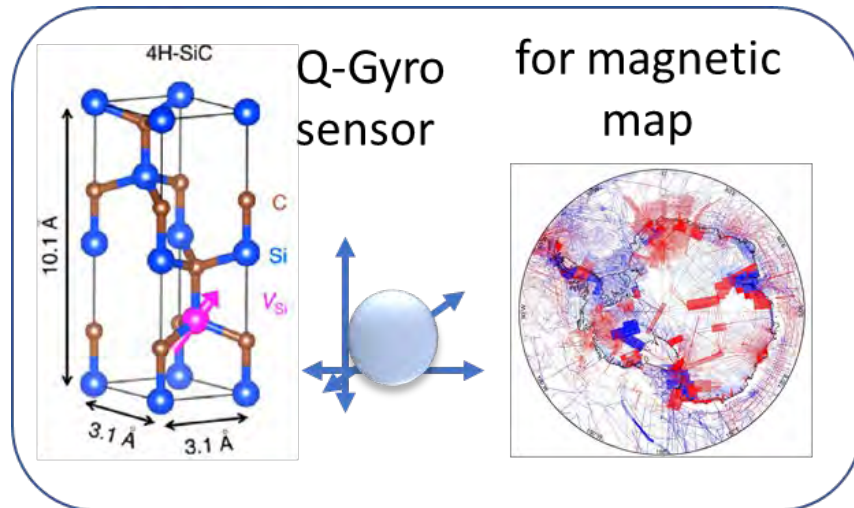 4H-SiC
Q-Gyro
sensor
for magnetic
map
10.1 Å
C
Si
VSi
3.1 Å
3.1 Å